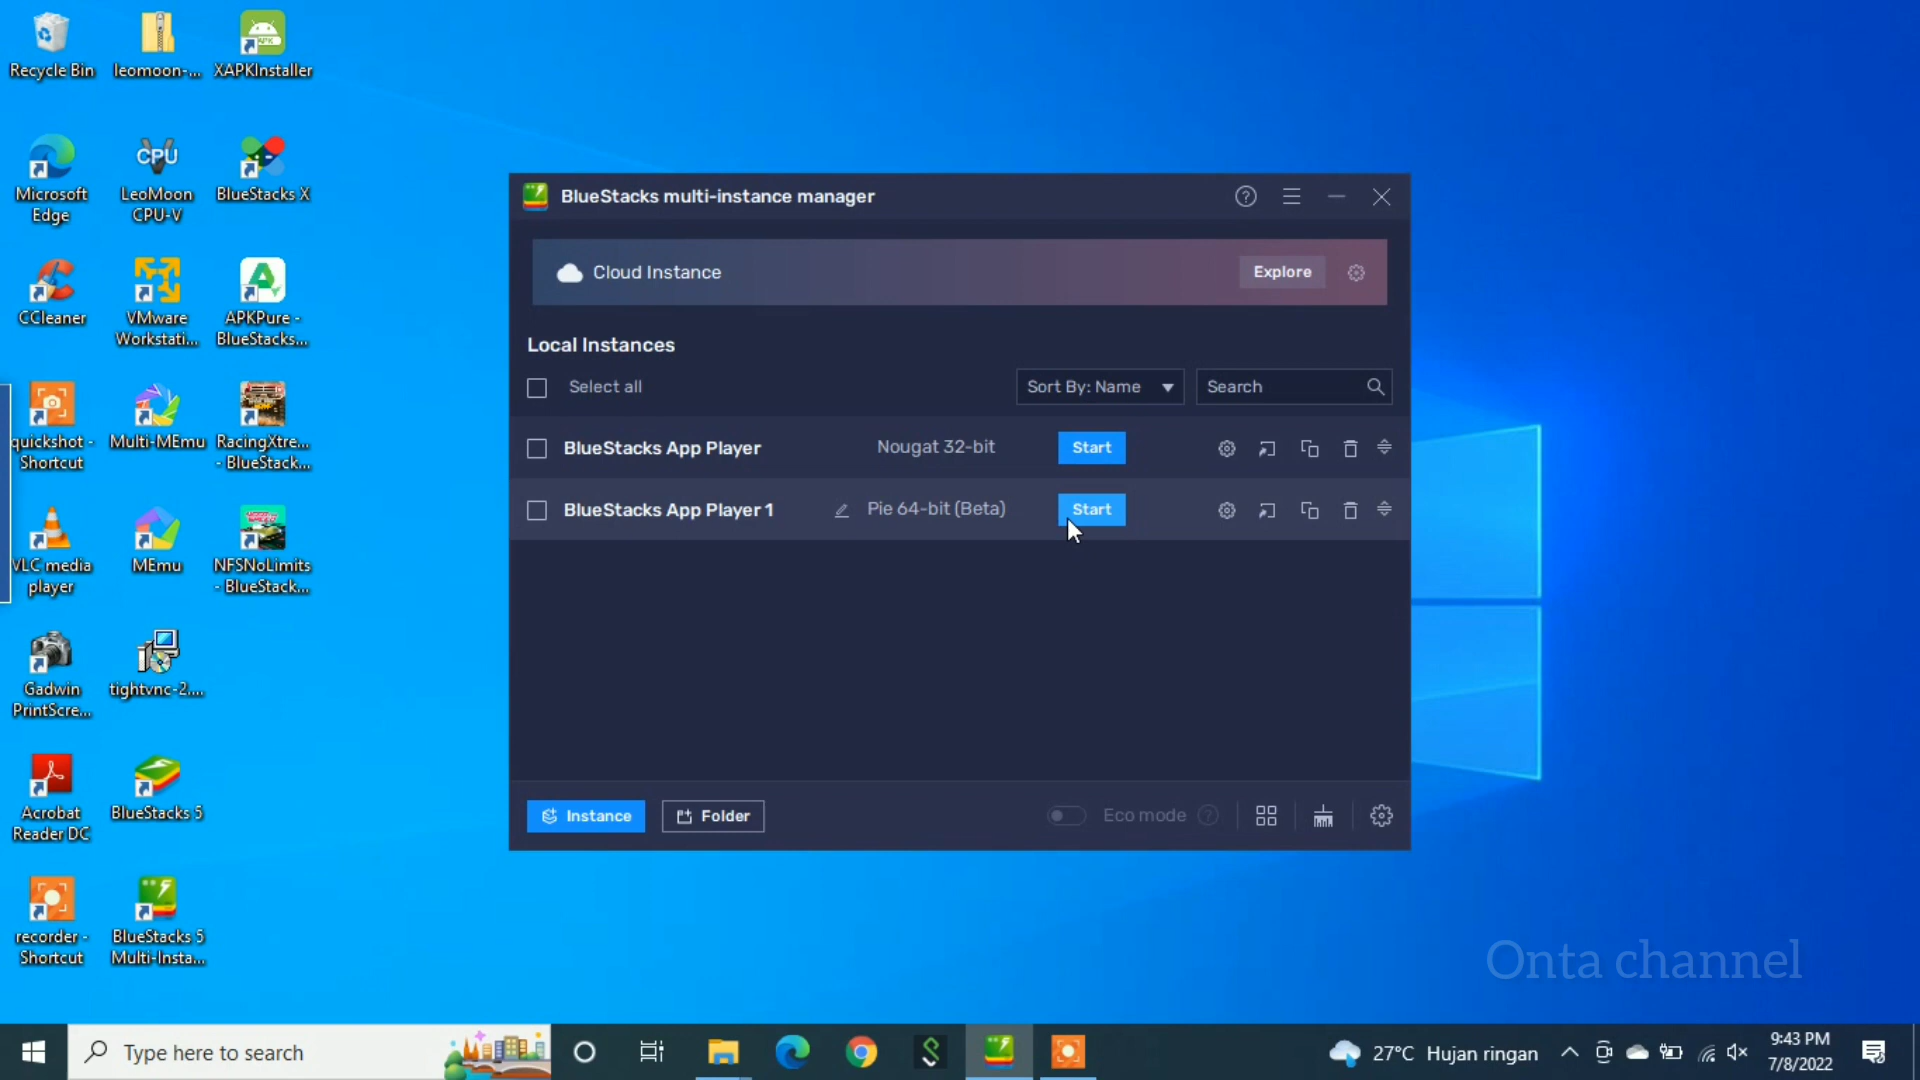 Recycle Bin
leomoon-...
XAPKInstaller
Microsoft
Edge
CPU
LeoMoon
CPU-V
BlueStacks X
CCleaner
VMware
Workstati...
APKPure -
BlueStacks...
quickshot -
Shortcut
Multi-MEmu
RacingXtre...
- BlueStack...
VLC media
player
MEmu
NFSNoLimits
- BlueStack...
Gadwin
PrintScre...
tightvnc-2....
Acrobat
Reader DC
BlueStacks 5
recorder -
Shortcut
BlueStacks 5
Multi-Insta...
BlueStacks multi-instance manager
Cloud Instance
Explore
Local Instances
Select all
Sort By: Name
Search
BlueStacks App Player
Nougat 32-bit
Start
BlueStacks App Player 1
Pie 64-bit (Beta)
Start
Instance
Folder
Eco mode
Onta channel
Type here to search
27°C Hujan ringan
9:43 PM
7/8/2022